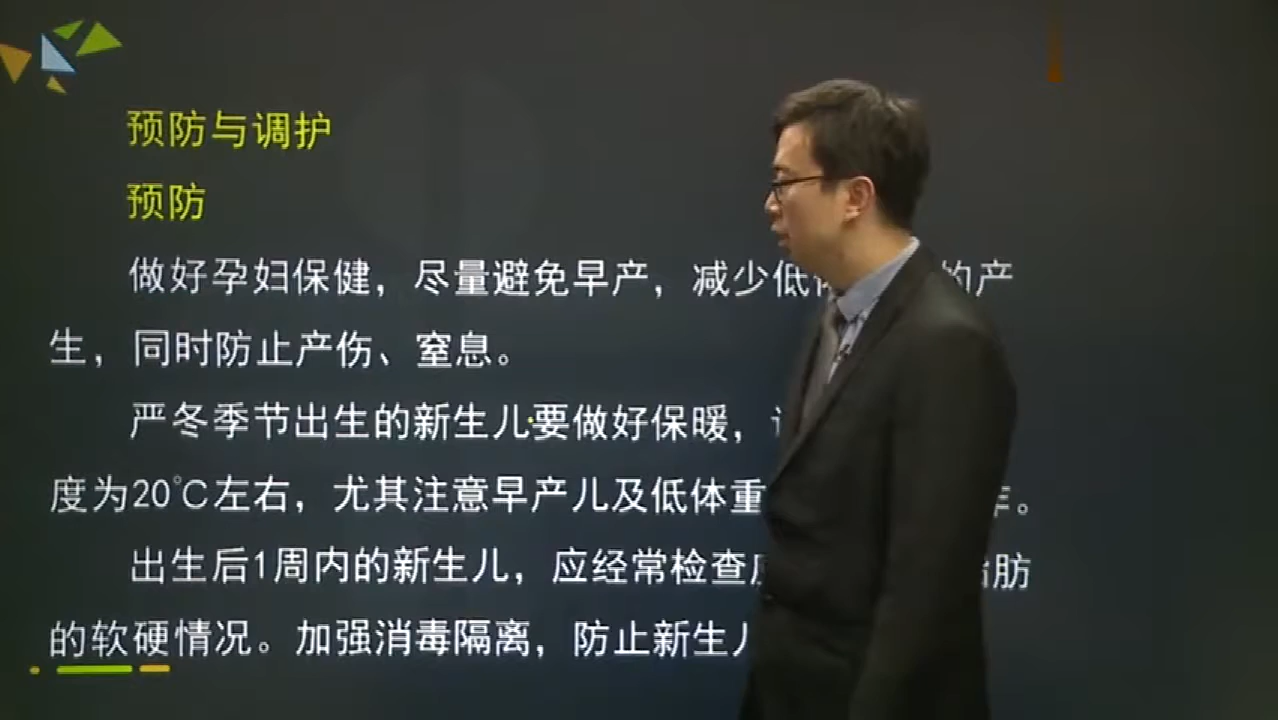 预防与调护
预防
做好孕妇保健，尽量避免早产，减少低 的产
生，同时防止产伤、窒息。
严冬季节出生的新生儿要做好保暖，
度为20℃左右，尤其注意早产儿及低体重 。
出生后1周内的新生儿，应经常检查 肪
的软硬情况。加强消毒隔离，防止新生